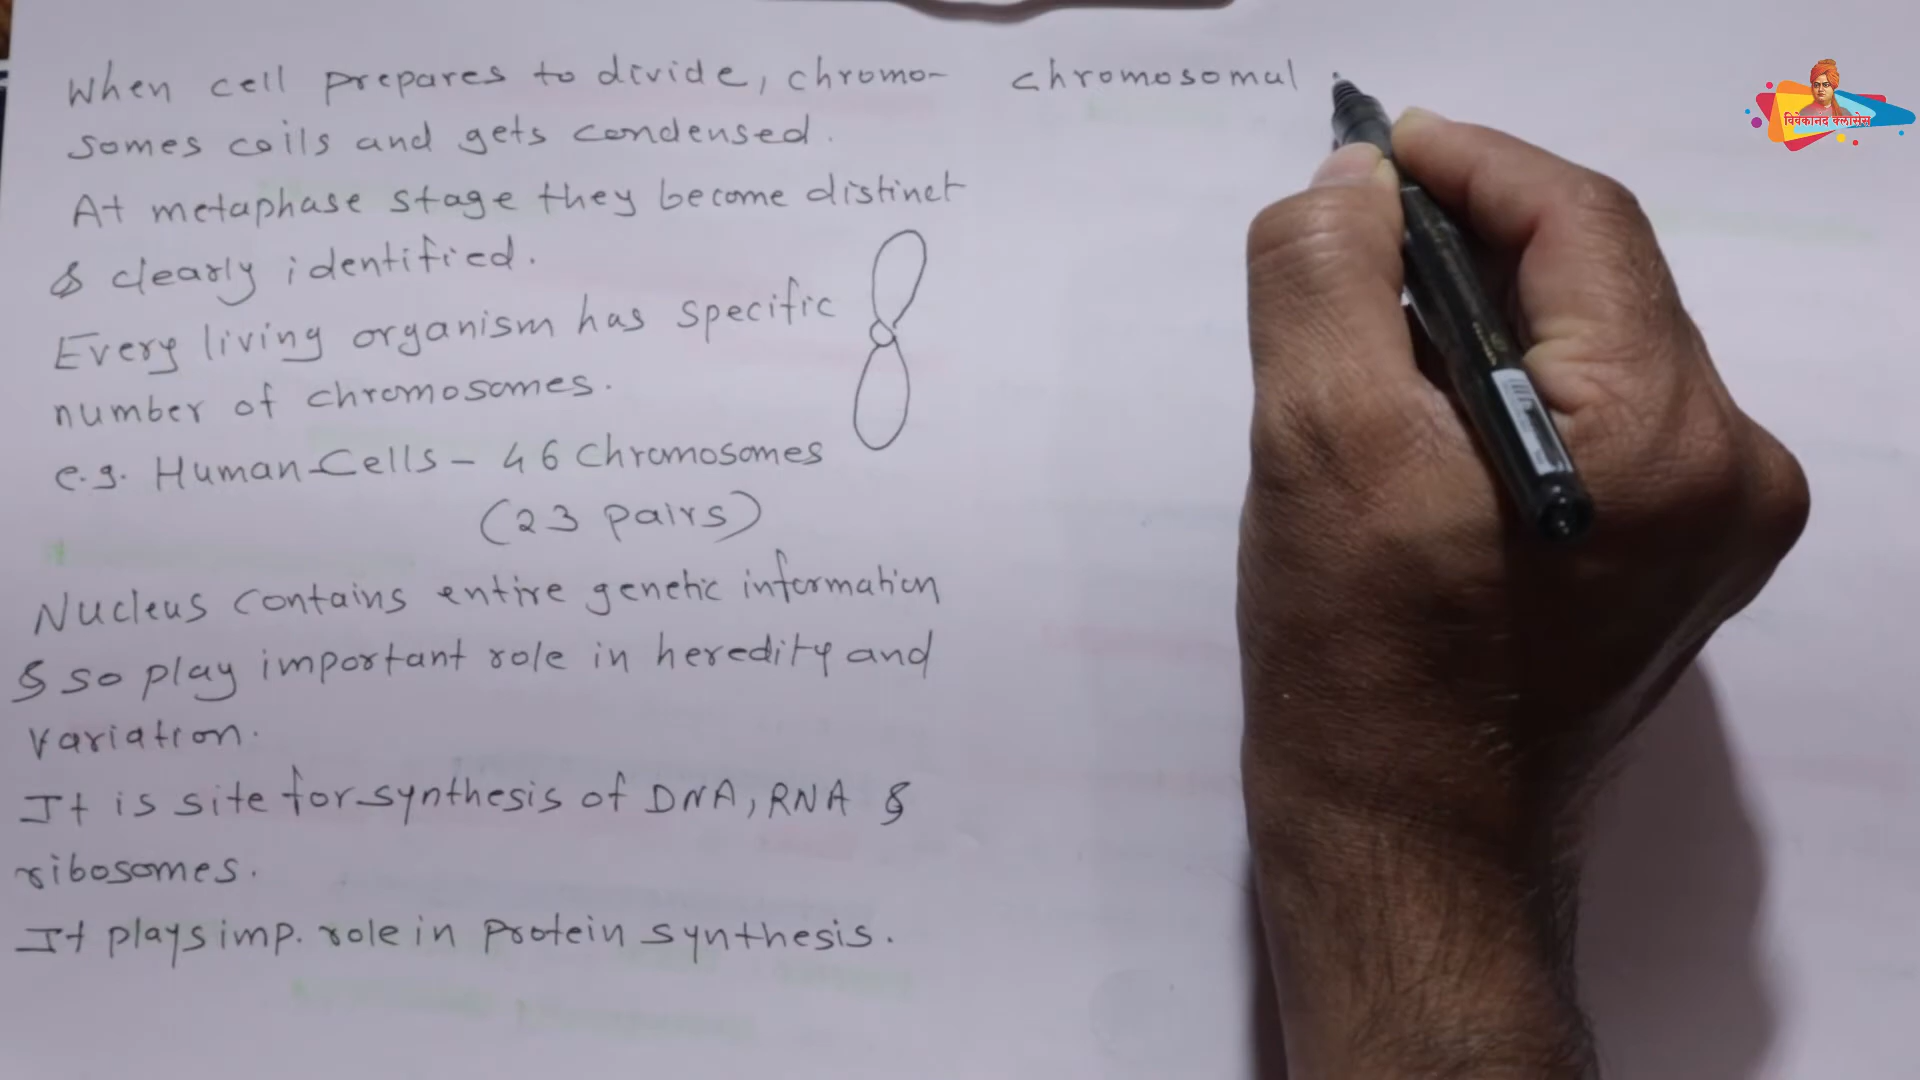 When cell prepares to divide, chromo-
somes coils and gets condensed.
At metaphase stage they become distinct
& clearly identified.
Every living organism has specific
number of chromosomes.
e.g. Human Cells - 46 Chromosomes
(23 pairs)
Nucleus contains entire genetic information
& so play important role in heredity and
variation.
It is site for synthesis of DNA, RNA &
ribosomes.
It plays imp. role in protein synthesis.
chromosomal
विवेकानंद क्लासेस